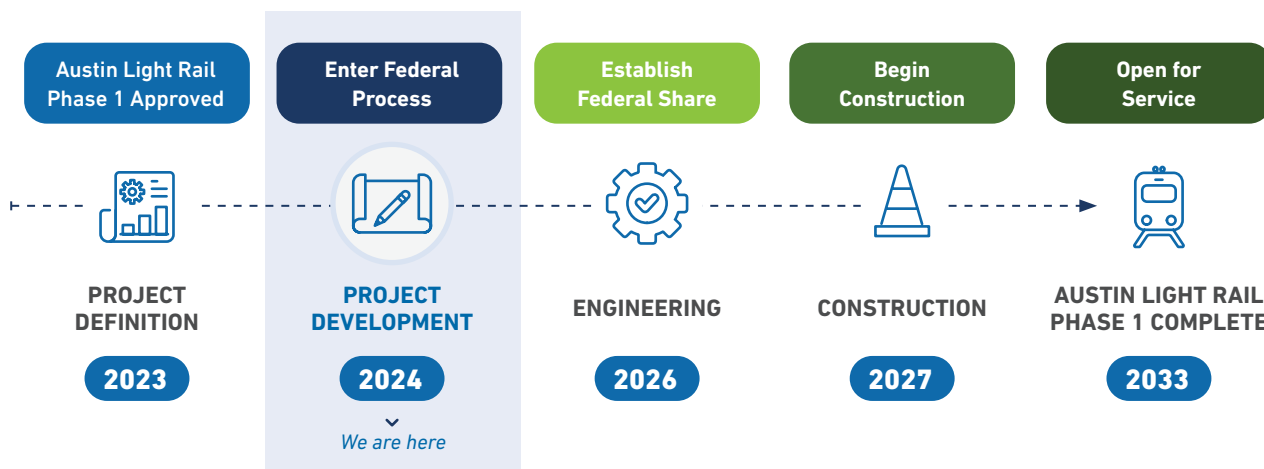 Austin Light Rail
Phase 1 Approved
Enter Federal
Process
Establish
Federal Share
Begin
Construction
Open for
Service
PROJECT
DEFINITION
PROJECT
DEVELOPMENT
ENGINEERING
CONSTRUCTION
AUSTIN LIGHT RAIL
PHASE 1 COMPLETE
2023
2024
2026
2027
2033
We are here